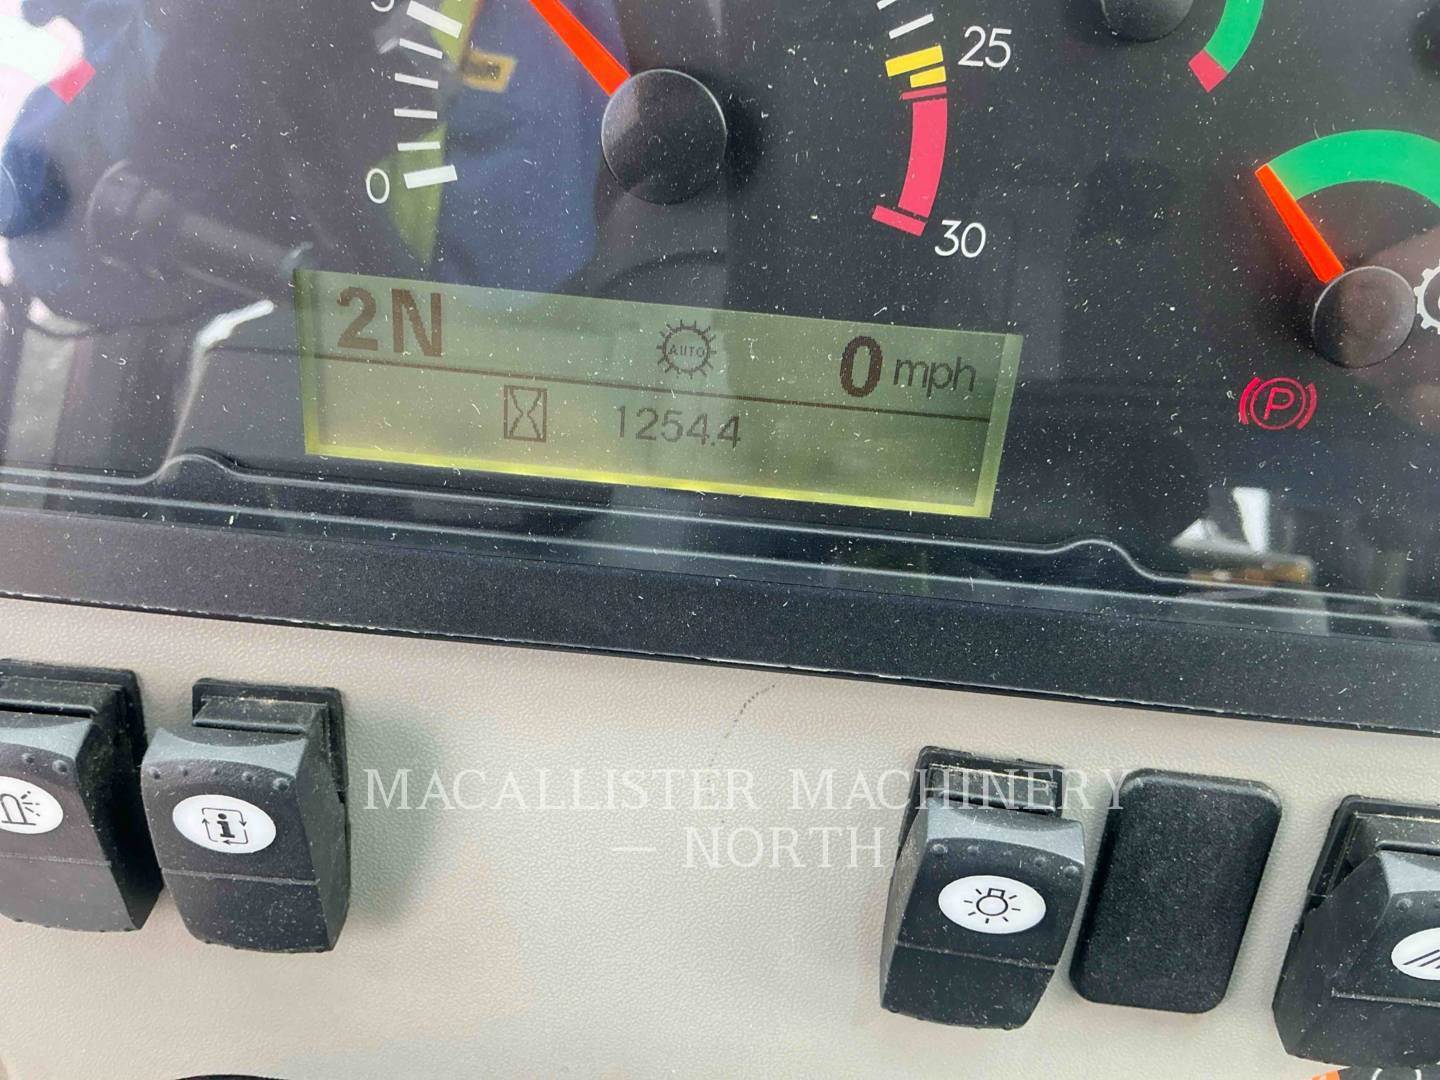 25
0
30
2N AUTO 0 mph
1254.4
P
MACALLISTER MACHINERY
— NORTH —
i